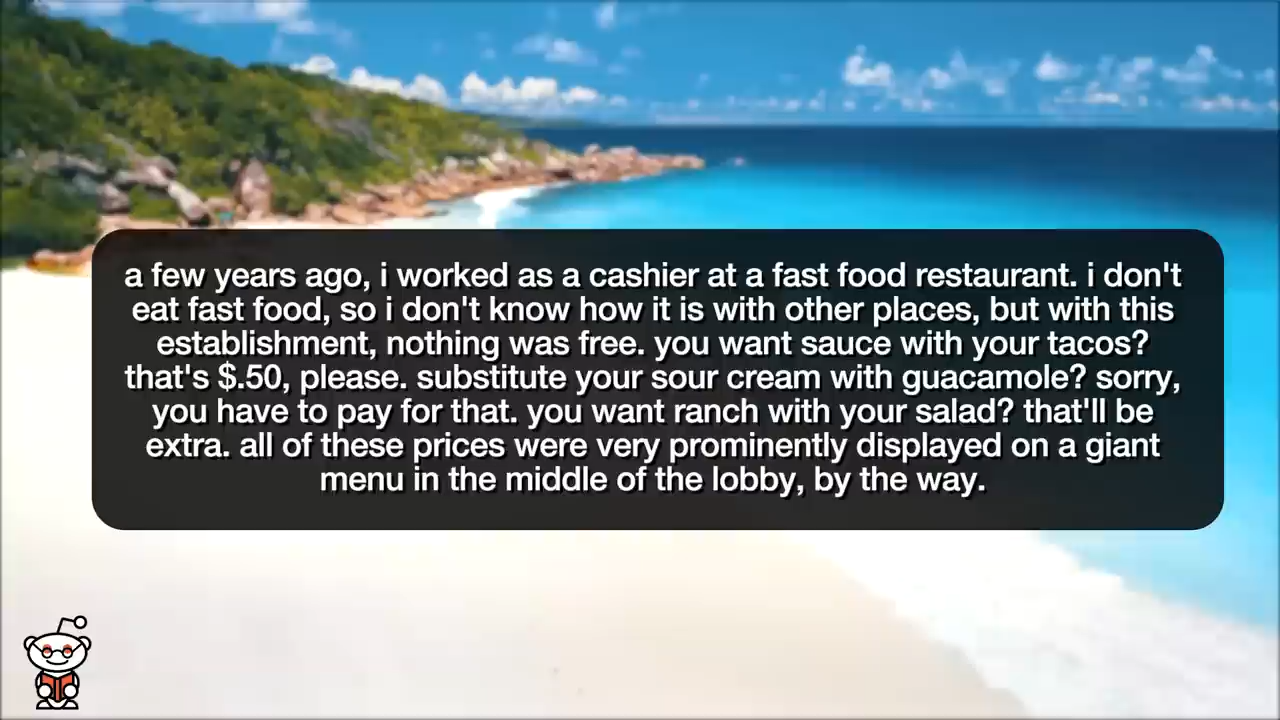 a few years ago, i worked as a cashier at a fast food restaurant. i don't
eat fast food, so i don't know how it is with other places, but with this
establishment, nothing was free. you want sauce with your tacos?
that's $.50, please. substitute your sour cream with guacamole? sorry,
you have to pay for that. you want ranch with your salad? that'll be
extra. all of these prices were very prominently displayed on a giant
menu in the middle of the lobby, by the way.